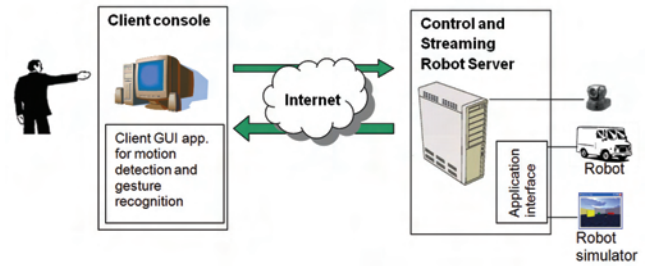 Client console
Client GUI app.
for motion
detection and
gesture
recognition
Internet
Control and
Streaming
Robot Server
Application
interface
Robot
Robot
simulator